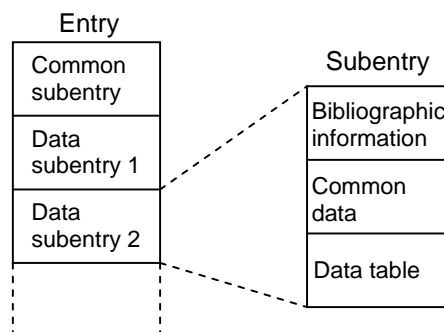 Entry
Common
subentry
Data
subentry 1
Data
subentry 2
Subentry
Bibliographic
information
Common
data
Data table